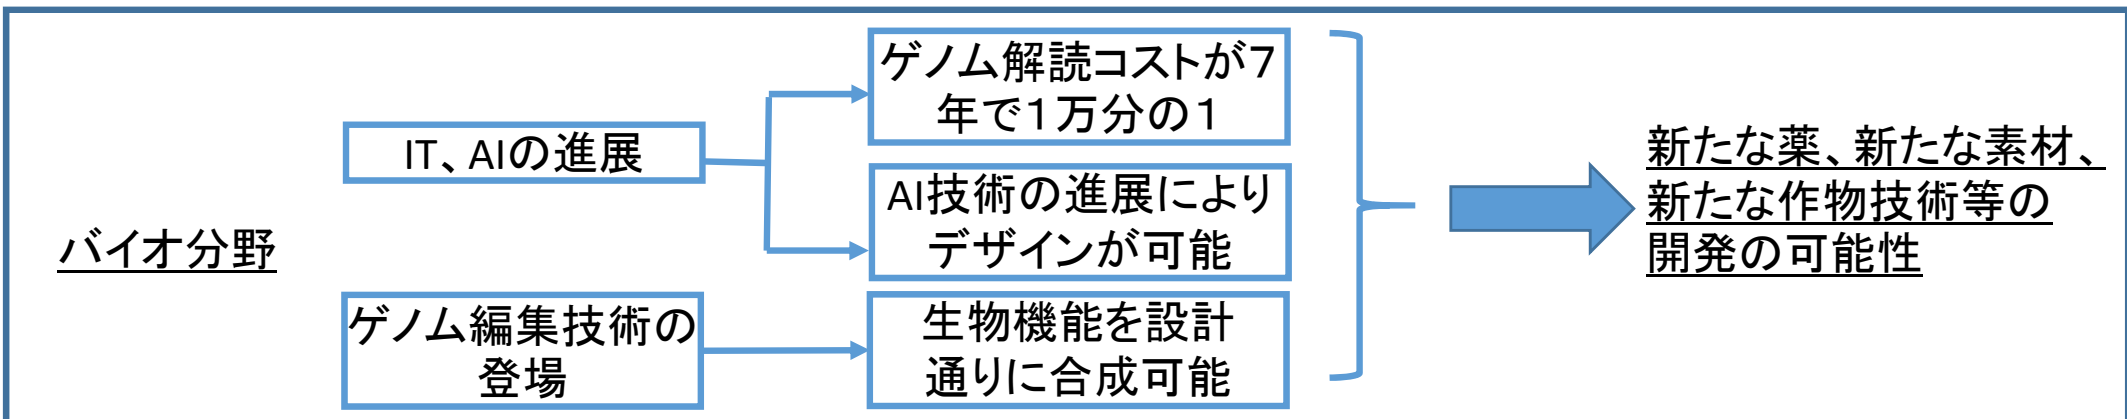 バイオ分野
IT、AIの進展
ゲノム編集技術の
登場
ゲノム解読コストが7
年で１万分の１
AI技術の進展により
デザインが可能
生物機能を設計
通りに合成可能
新たな薬、新たな素材、
新たな作物技術等の
開発の可能性